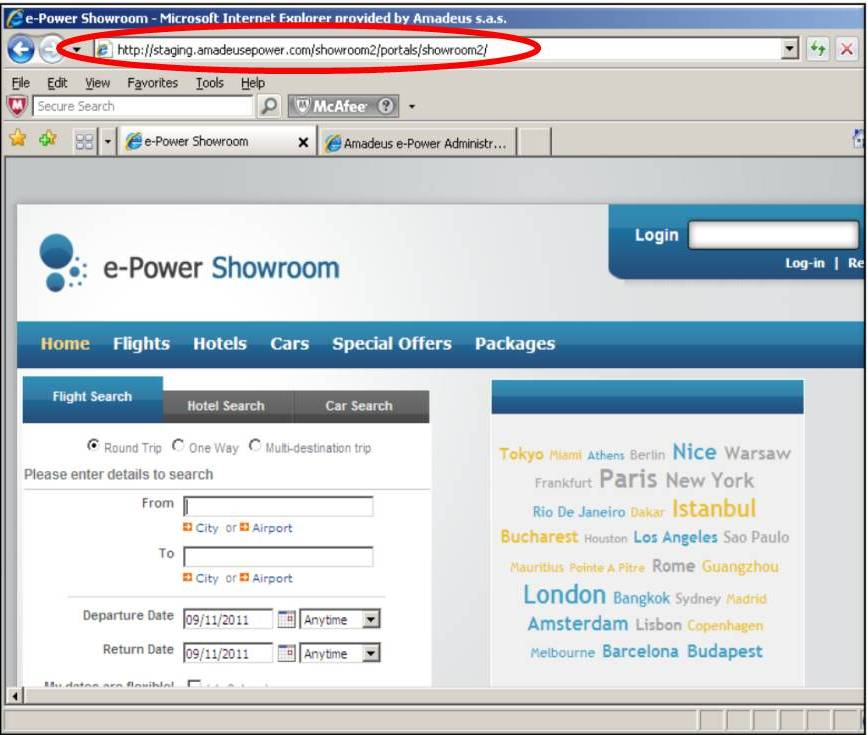 e-Power Showroom - Microsoft Internet Explorer provided by Amadeus s.a.s.
http://staging.amadeusepower.com/showroom2/portals/showroom2/
File Edit View Favorites Tools Help
Secure Search McAfee
e-Power Showroom Amadeus e-Power Administr...
Login
Log-in | Re
e-Power Showroom
Home Flights Hotels Cars Special Offers Packages
Flight Search Hotel Search Car Search
Round Trip One Way Multi-destination trip
Please enter details to search
From
City or Airport
To
City or Airport
Departure Date 09/11/2011 Anytime
Return Date 09/11/2011 Anytime
My dates are flexible!
Tokyo Miami Athens Berlin Nice Warsaw
Frankfurt Paris New York
Rio De Janeiro Dakar Istanbul
Bucharest Houston Los Angeles Sao Paulo
Mauritius Pointe A Pitre Rome Guangzhou
London Bangkok Sydney Madrid
Amsterdam Lisbon Copenhagen
Melbourne Barcelona Budapest